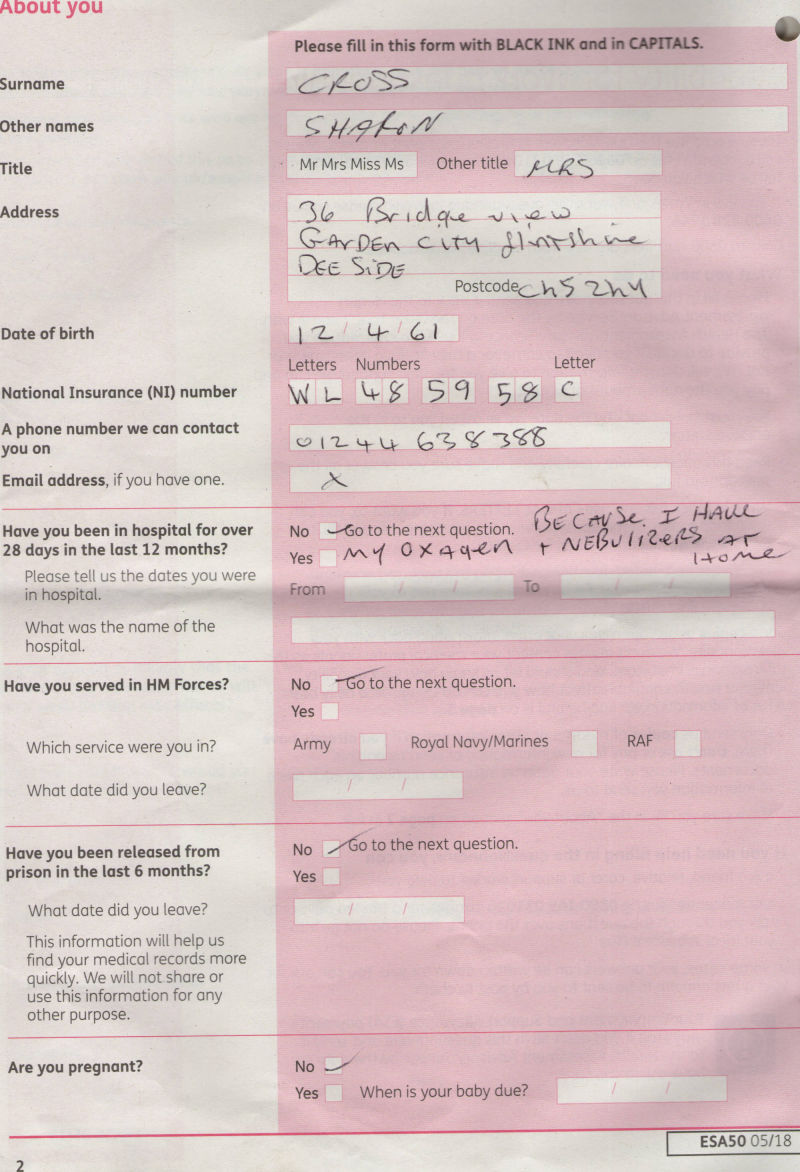 About you
Please fill in this form with BLACK INK and in CAPITALS.
Surname CROSS
Other names SHARON
Title Mr Mrs Miss Ms Other title MRS
Address 36 Bridge view
GARDEN CITY flintshire
DEE SiDE
Postcode Ch5 2hy
Date of birth 12 / 4 / 61
Letters Numbers Letter
National Insurance (NI) number W L 48 59 58 C
A phone number we can contact
you on 01244 638388
Email address, if you have one. X
Have you been in hospital for over
28 days in the last 12 months?
No Go to the next question. BECAUSE I HAVE
Yes MY OXAgen + NEBUlIZeRS AT
HOME
Please tell us the dates you were
in hospital.
From / / To / /
What was the name of the
hospital.
Have you served in HM Forces? No Go to the next question.
Yes
Which service were you in? Army Royal Navy/Marines RAF
What date did you leave? / /
Have you been released from
prison in the last 6 months?
No Go to the next question.
Yes
What date did you leave? / /
This information will help us
find your medical records more
quickly. We will not share or
use this information for any
other purpose.
Are you pregnant? No
Yes When is your baby due? / /
ESA50 05/18
2